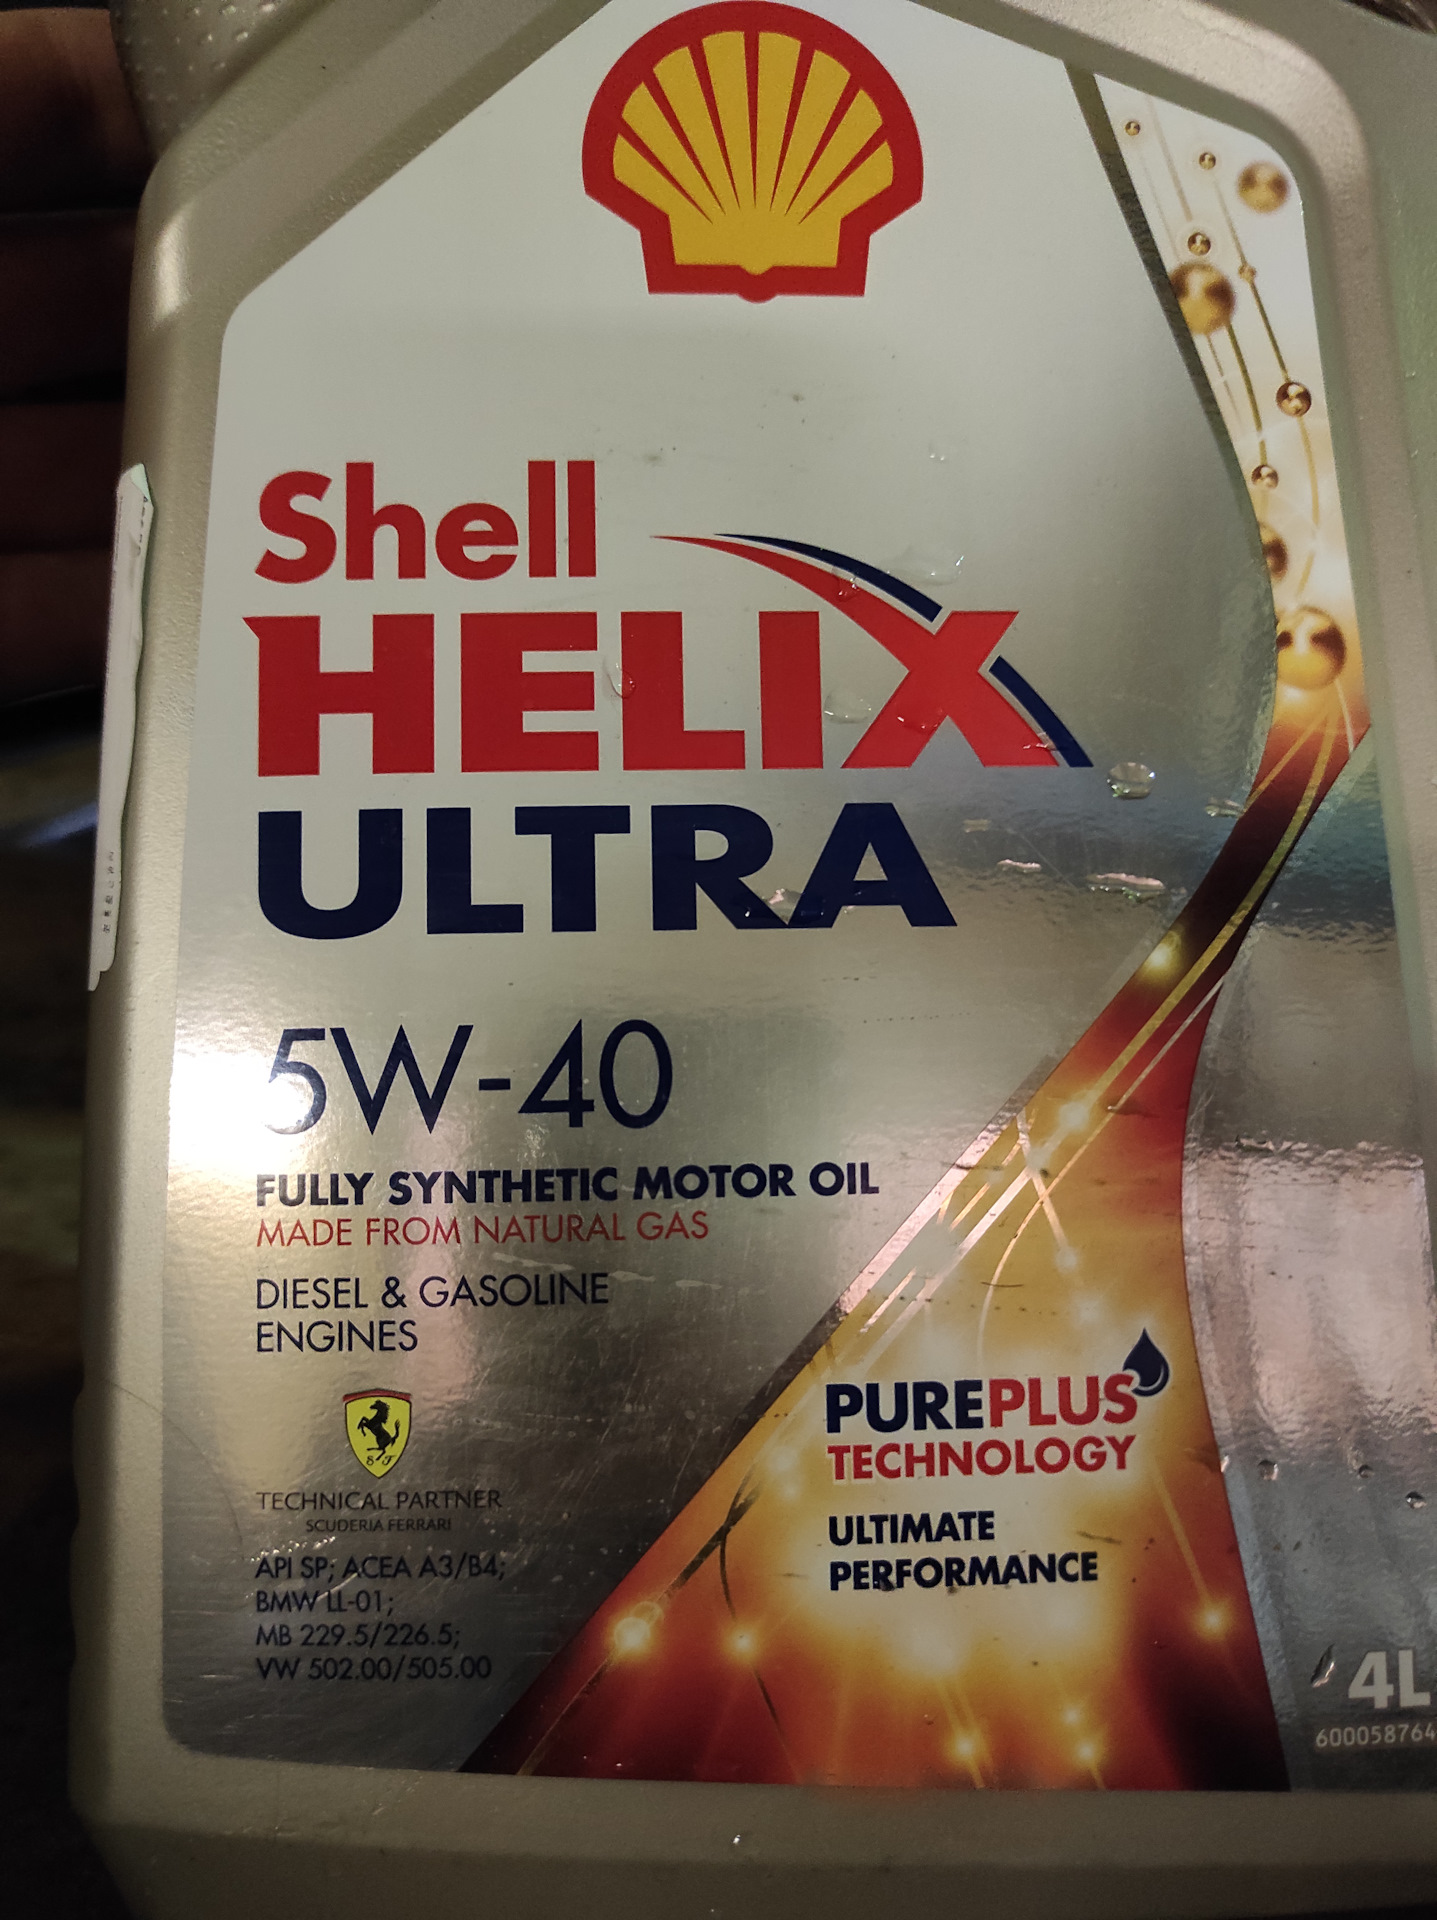 Shell
HELIX
ULTRA
5W-40
FULLY SYNTHETIC MOTOR OIL
MADE FROM NATURAL GAS
DIESEL & GASOLINE
ENGINES
S F
TECHNICAL PARTNER
SCUDERIA FERRARI
API SP; ACEA A3/B4;
BMW LL-01;
MB 229.5/226.5;
VW 502.00/505.00
PUREPLUS
TECHNOLOGY
ULTIMATE
PERFORMANCE
4L
600058764